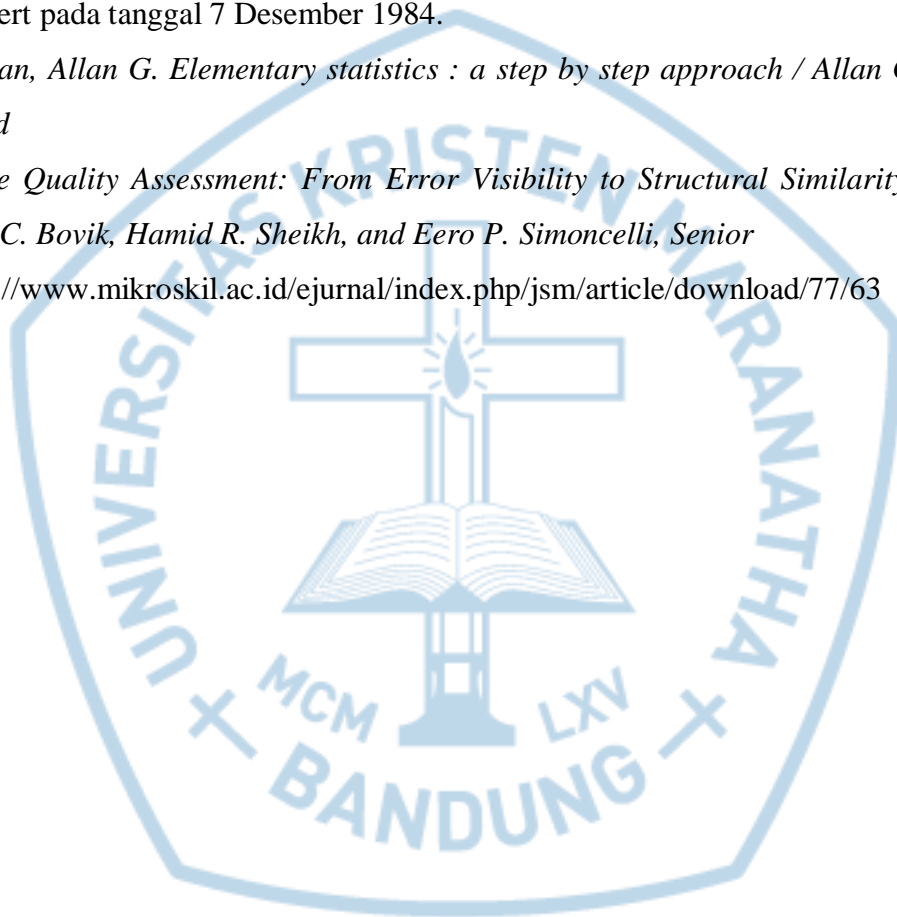 ert pada tanggal 7 Desember 1984.
an, Allan G. Elementary statistics : a step by step approach / Allan
d
e Quality Assessment: From Error Visibility to Structural Similarity
C. Bovik, Hamid R. Sheikh, and Eero P. Simoncelli, Senior
//www.mikroskil.ac.id/ejurnal/index.php/jsm/article/download/77/63
UNIVERSITAS KRISTEN MARANATHA
MCM LXV
+ BANDUNG +